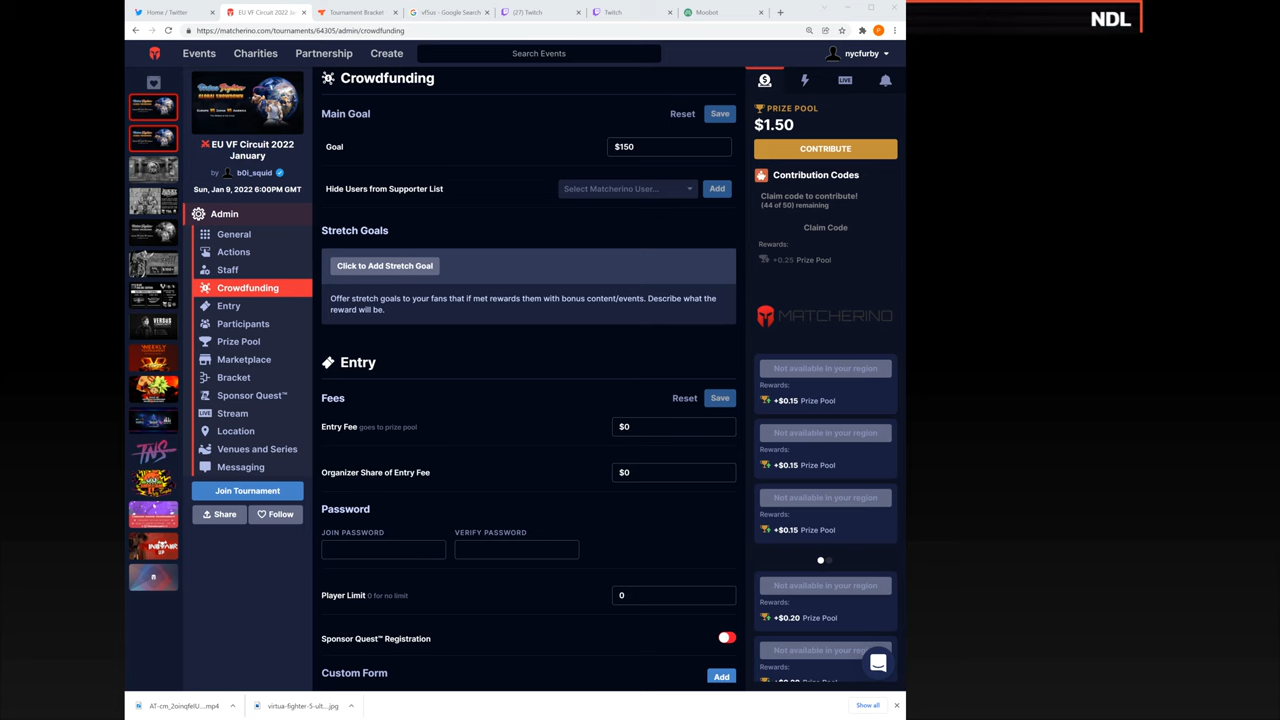 NDL
Home / Twitter
EU VF Circuit 2022 Ja
Tournament Bracket
vf5us - Google Search
(27) Twitch
Twitch
Moobot
https://matcherino.com/tournaments/64305/admin/crowdfunding
Events
Charities
Partnership
Create
Search Events
nycfurby
EU VF Circuit 2022
January
by b0i_squid
Sun, Jan 9, 2022 6:00PM GMT
Admin
General
Actions
Staff
Crowdfunding
Entry
Participants
Prize Pool
Marketplace
Bracket
Sponsor Quest™
LIVE Stream
Location
Venues and Series
Messaging
Join Tournament
Share
Follow
Crowdfunding
Main Goal
Reset
Save
Goal
$150
Hide Users from Supporter List
Select Matcherino User...
Add
Stretch Goals
Click to Add Stretch Goal
Offer stretch goals to your fans that if met rewards them with bonus content/events. Describe what the
reward will be.
Entry
Fees
Reset
Save
Entry Fee goes to prize pool
$0
Organizer Share of Entry Fee
$0
Password
JOIN PASSWORD
VERIFY PASSWORD
Player Limit 0 for no limit
0
Sponsor Quest™ Registration
Custom Form
Add
LIVE
PRIZE POOL
$1.50
CONTRIBUTE
Contribution Codes
Claim code to contribute!
(44 of 50) remaining
Claim Code
Rewards:
+0.25 Prize Pool
MATCHERINO
Not available in your region
Rewards:
+$0.15 Prize Pool
Not available in your region
Rewards:
+$0.15 Prize Pool
Not available in your region
Rewards:
+$0.15 Prize Pool
Not available in your region
Rewards:
+$0.20 Prize Pool
Not available in your
Rewards:
AT-cm_2oinqfeIU....mp4
virtua-fighter-5-ult....jpg
Show all